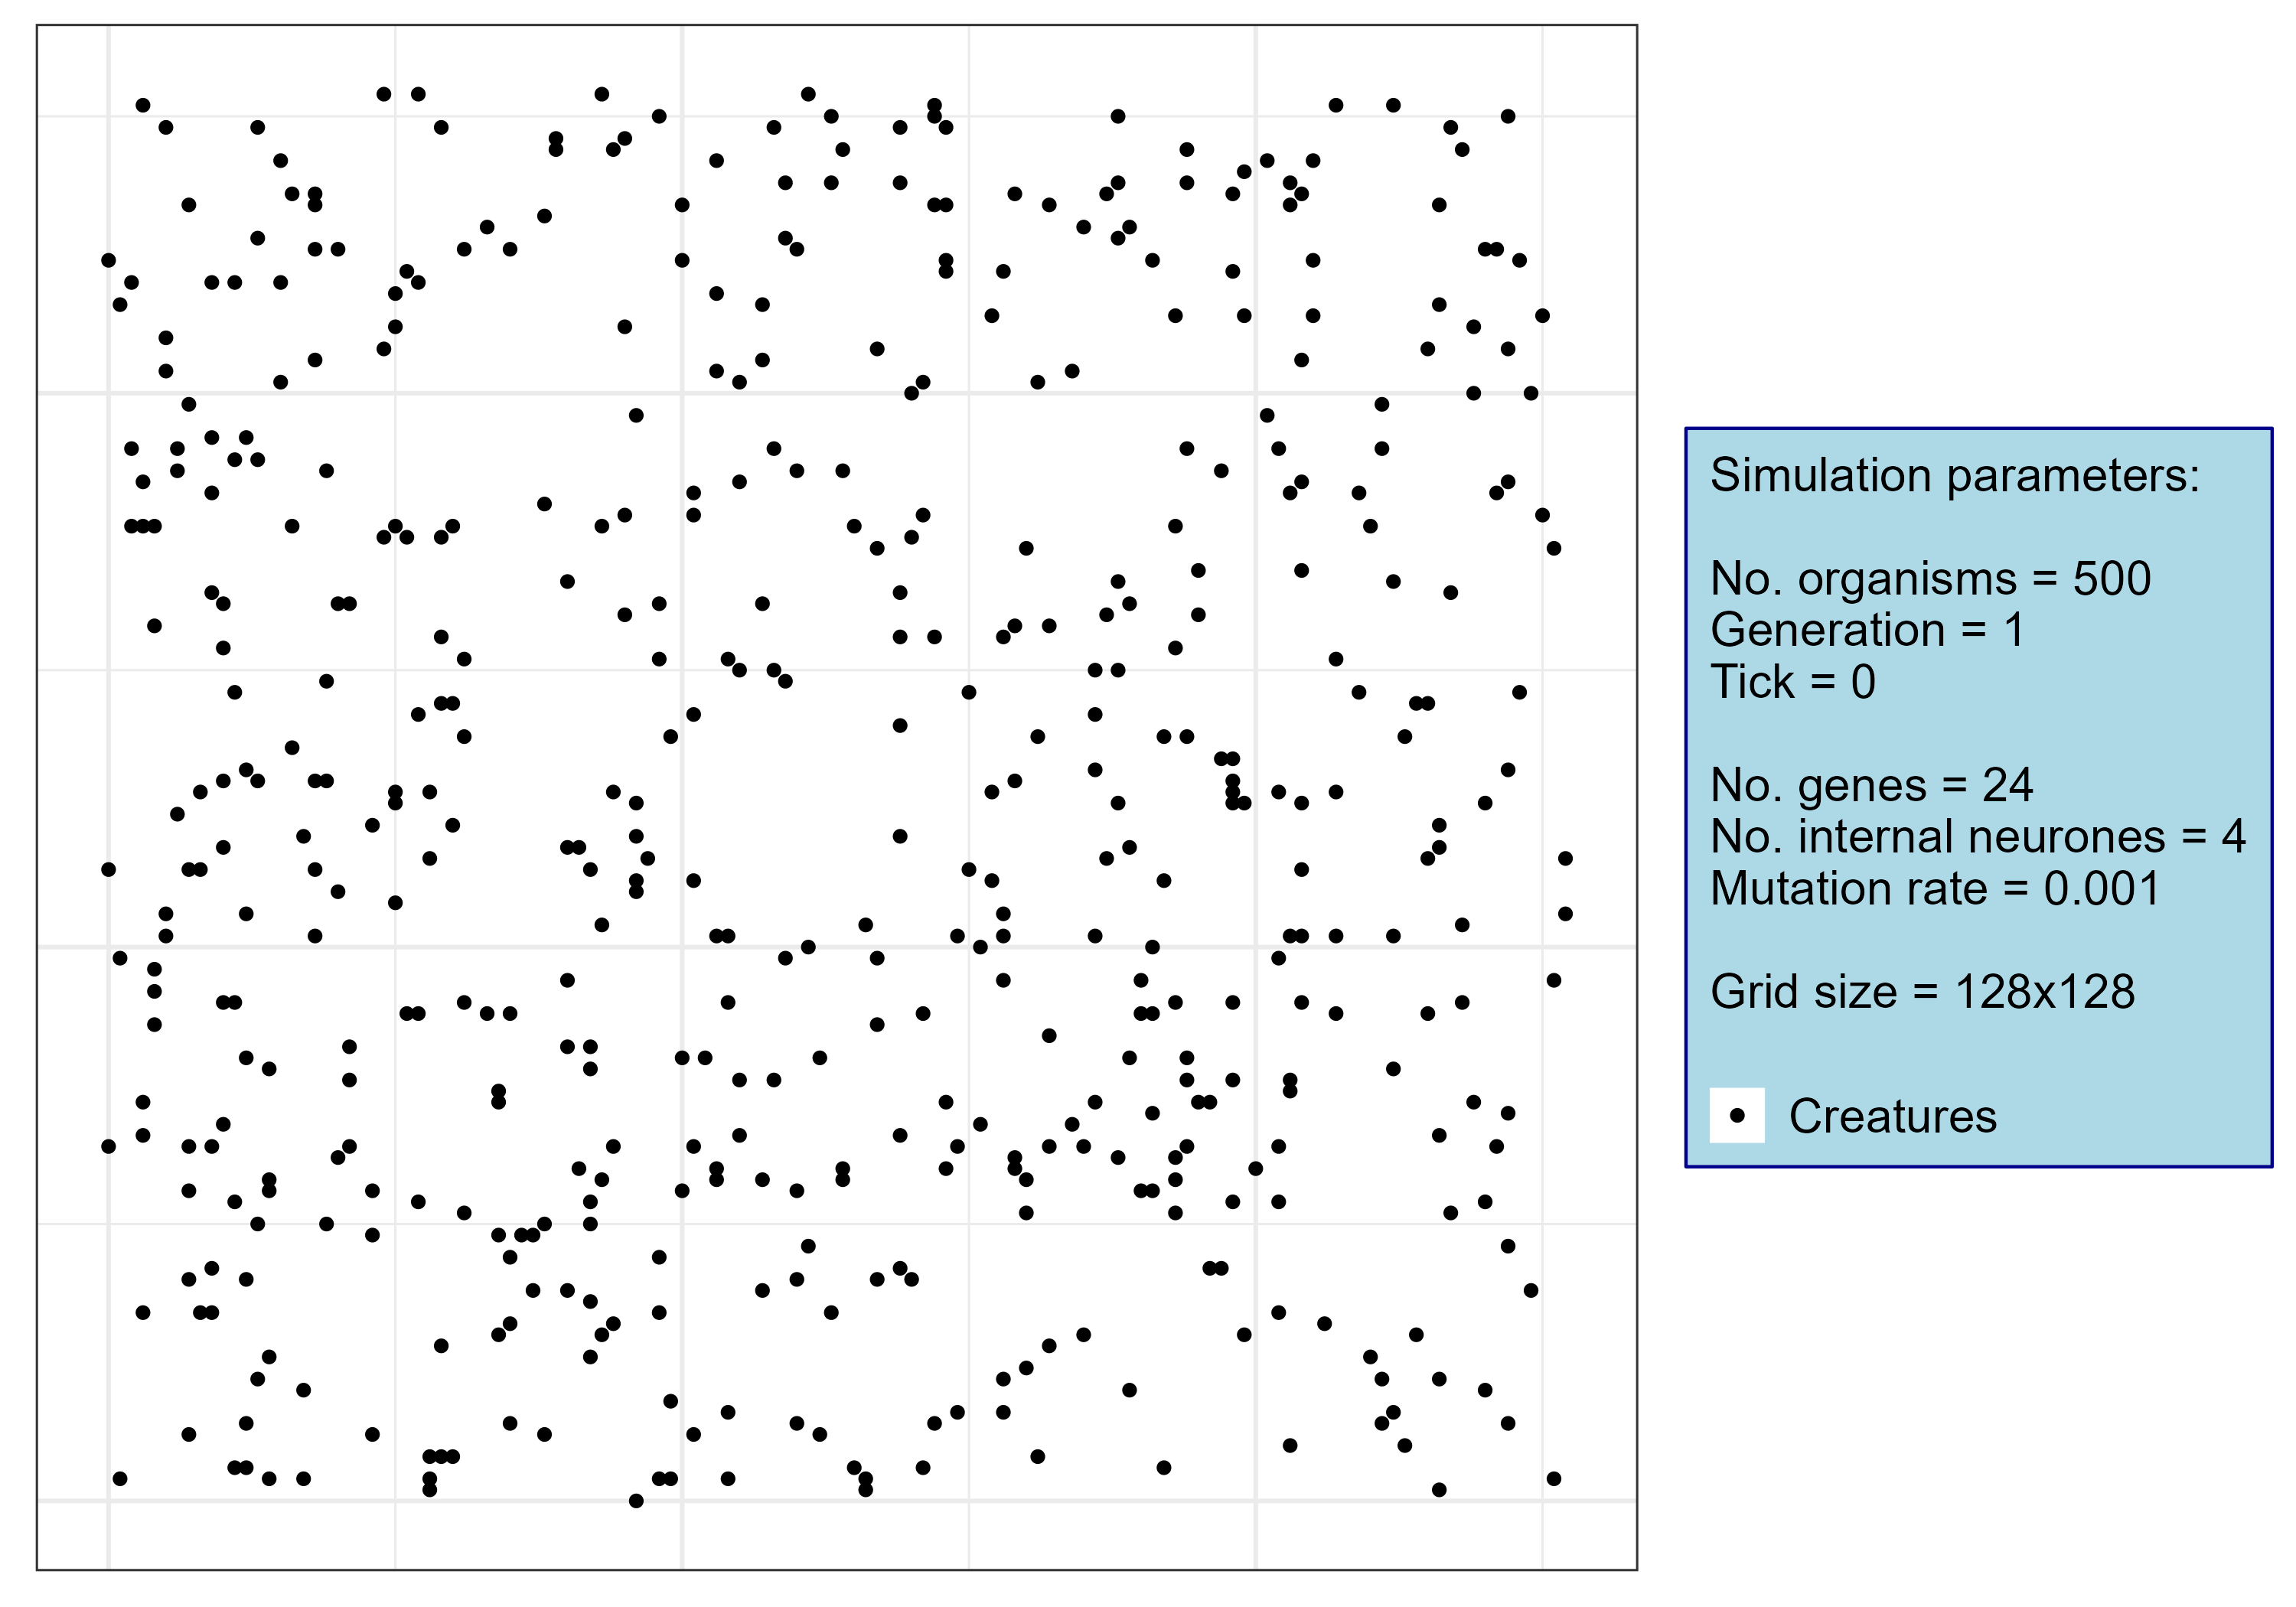 Simulation parameters:
No. organisms = 500
Generation = 1
Tick = 0
No. genes = 24
No. internal neurones = 4
Mutation rate = 0.001
Grid size = 128x128
Creatures